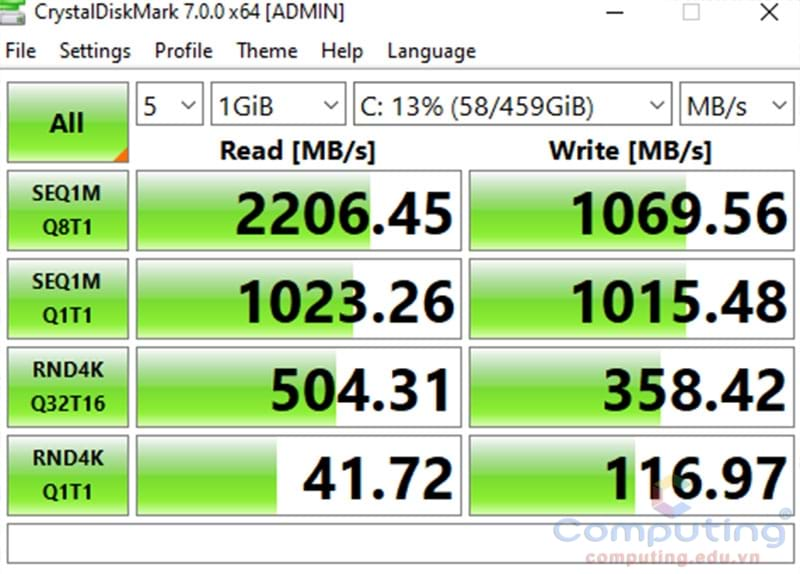 CrystalDiskMark 7.0.0 x64 [ADMIN]
File Settings Profile Theme Help Language
All 5 1GiB C: 13% (58/459GiB) MB/s
Read [MB/s] Write [MB/s]
SEQ1M
Q8T1 2206.45 1069.56
SEQ1M
Q1T1 1023.26 1015.48
RND4K
Q32T16 504.31 358.42
RND4K
Q1T1 41.72 116.97
Computing
computing.edu.vn